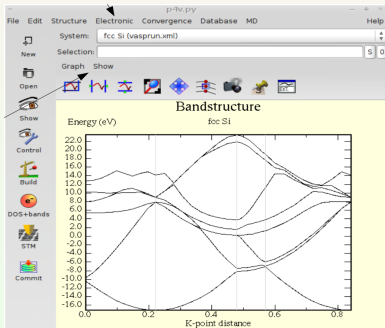 p4v.py
File Edit Structure Electronic Convergence Database MD Help
System: fcc Si (vasprun.xml)
New
Selection: S 0
Graph Show
Open
Show
Control
Build
DOS+bands
STM
Commit
Bandstructure
Energy (eV) fcc Si
22.0
20.0
18.0
16.0
14.0
12.0
10.0
8.0
6.0
4.0
2.0
0.0
-2.0
-4.0
-6.0
-8.0
-10.0
-12.0
-14.0
-16.0
0.0 0.2 0.4 0.6 0.8
K-point distance